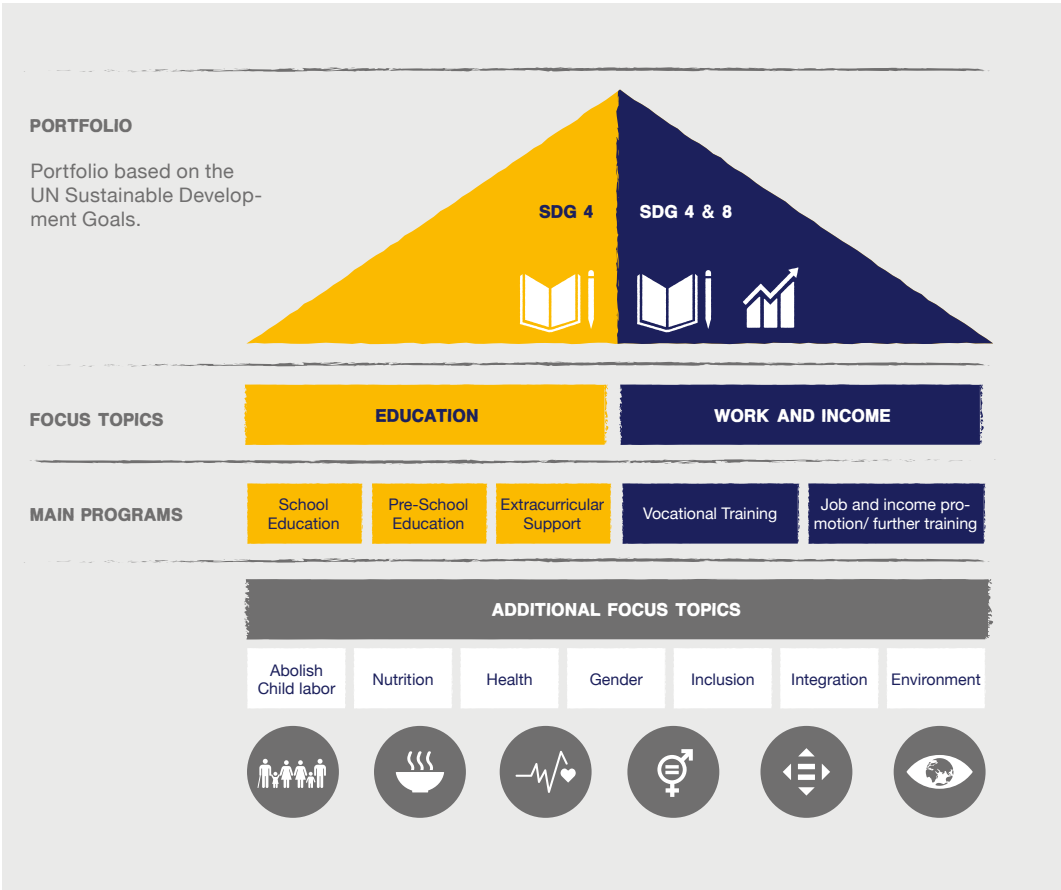 PORTFOLIO
Portfolio based on the
UN Sustainable Develop-
ment Goals.
SDG 4
SDG 4 & 8
FOCUS TOPICS
EDUCATION
WORK AND INCOME
MAIN PROGRAMS
School
Education
Pre-School
Education
Extracurricular
Support
Vocational Training
Job and income pro-
motion/ further training
ADDITIONAL FOCUS TOPICS
Abolish
Child labor
Nutrition
Health
Gender
Inclusion
Integration
Environment